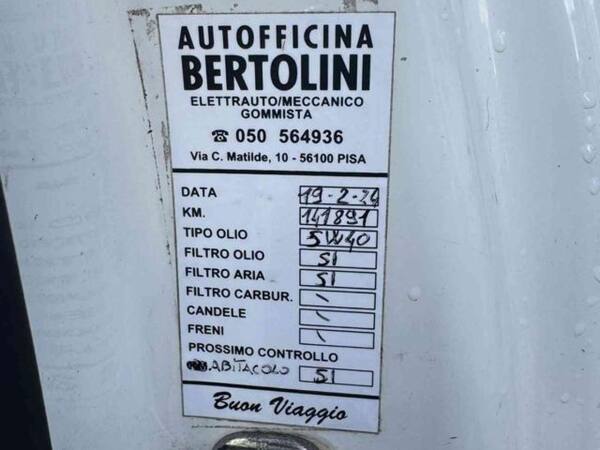 AUTOFFICINA
BERTOLINI
ELETTRAUTO/MECCANICO
GOMMISTA
☎ 050 564936
Via C. Matilde, 10 - 56100 PISA
DATA 19-2-24
KM. 141891
TIPO OLIO 5W40
FILTRO OLIO SI
FILTRO ARIA SI
FILTRO CARBUR. \
CANDELE \
FRENI \
PROSSIMO CONTROLLO
ABITACOLO SI
Buon Viaggio